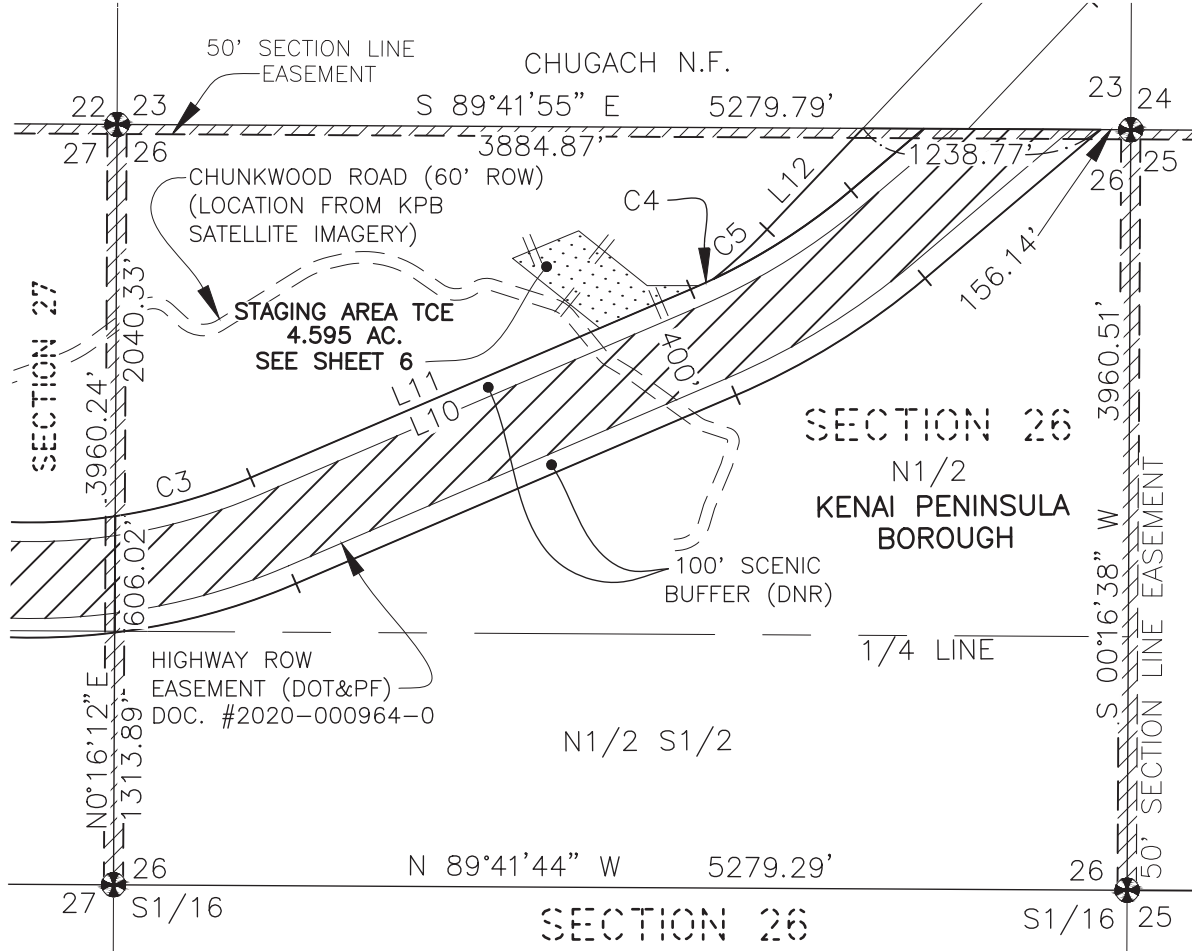 50' SECTION LINE
EASEMENT
CHUGACH N.F.
22 23
23 24
S 89°41'55" E 5279.79'
27 26
3884.87'
1238.77'
26 25
CHUNKWOOD ROAD (60' ROW)
(LOCATION FROM KPB
SATELLITE IMAGERY)
C4
C5
L12
156.14'
SECTION 27
2040.33'
3960.24'
STAGING AREA TCE
4.595 AC.
SEE SHEET 6
400'
3960.51'
L11
L10
SECTION 26
N1/2
KENAI PENINSULA
BOROUGH
C3
606.02'
100' SCENIC
BUFFER (DNR)
S 00°16'38" W
50' SECTION LINE EASEMENT
1/4 LINE
HIGHWAY ROW
EASEMENT (DOT&PF)
DOC. #2020-000964-0
N0°16'12"E
1313.89'
N1/2 S1/2
N 89°41'44" W 5279.29'
26
27 S1/16
26
S1/16 25
SECTION 26